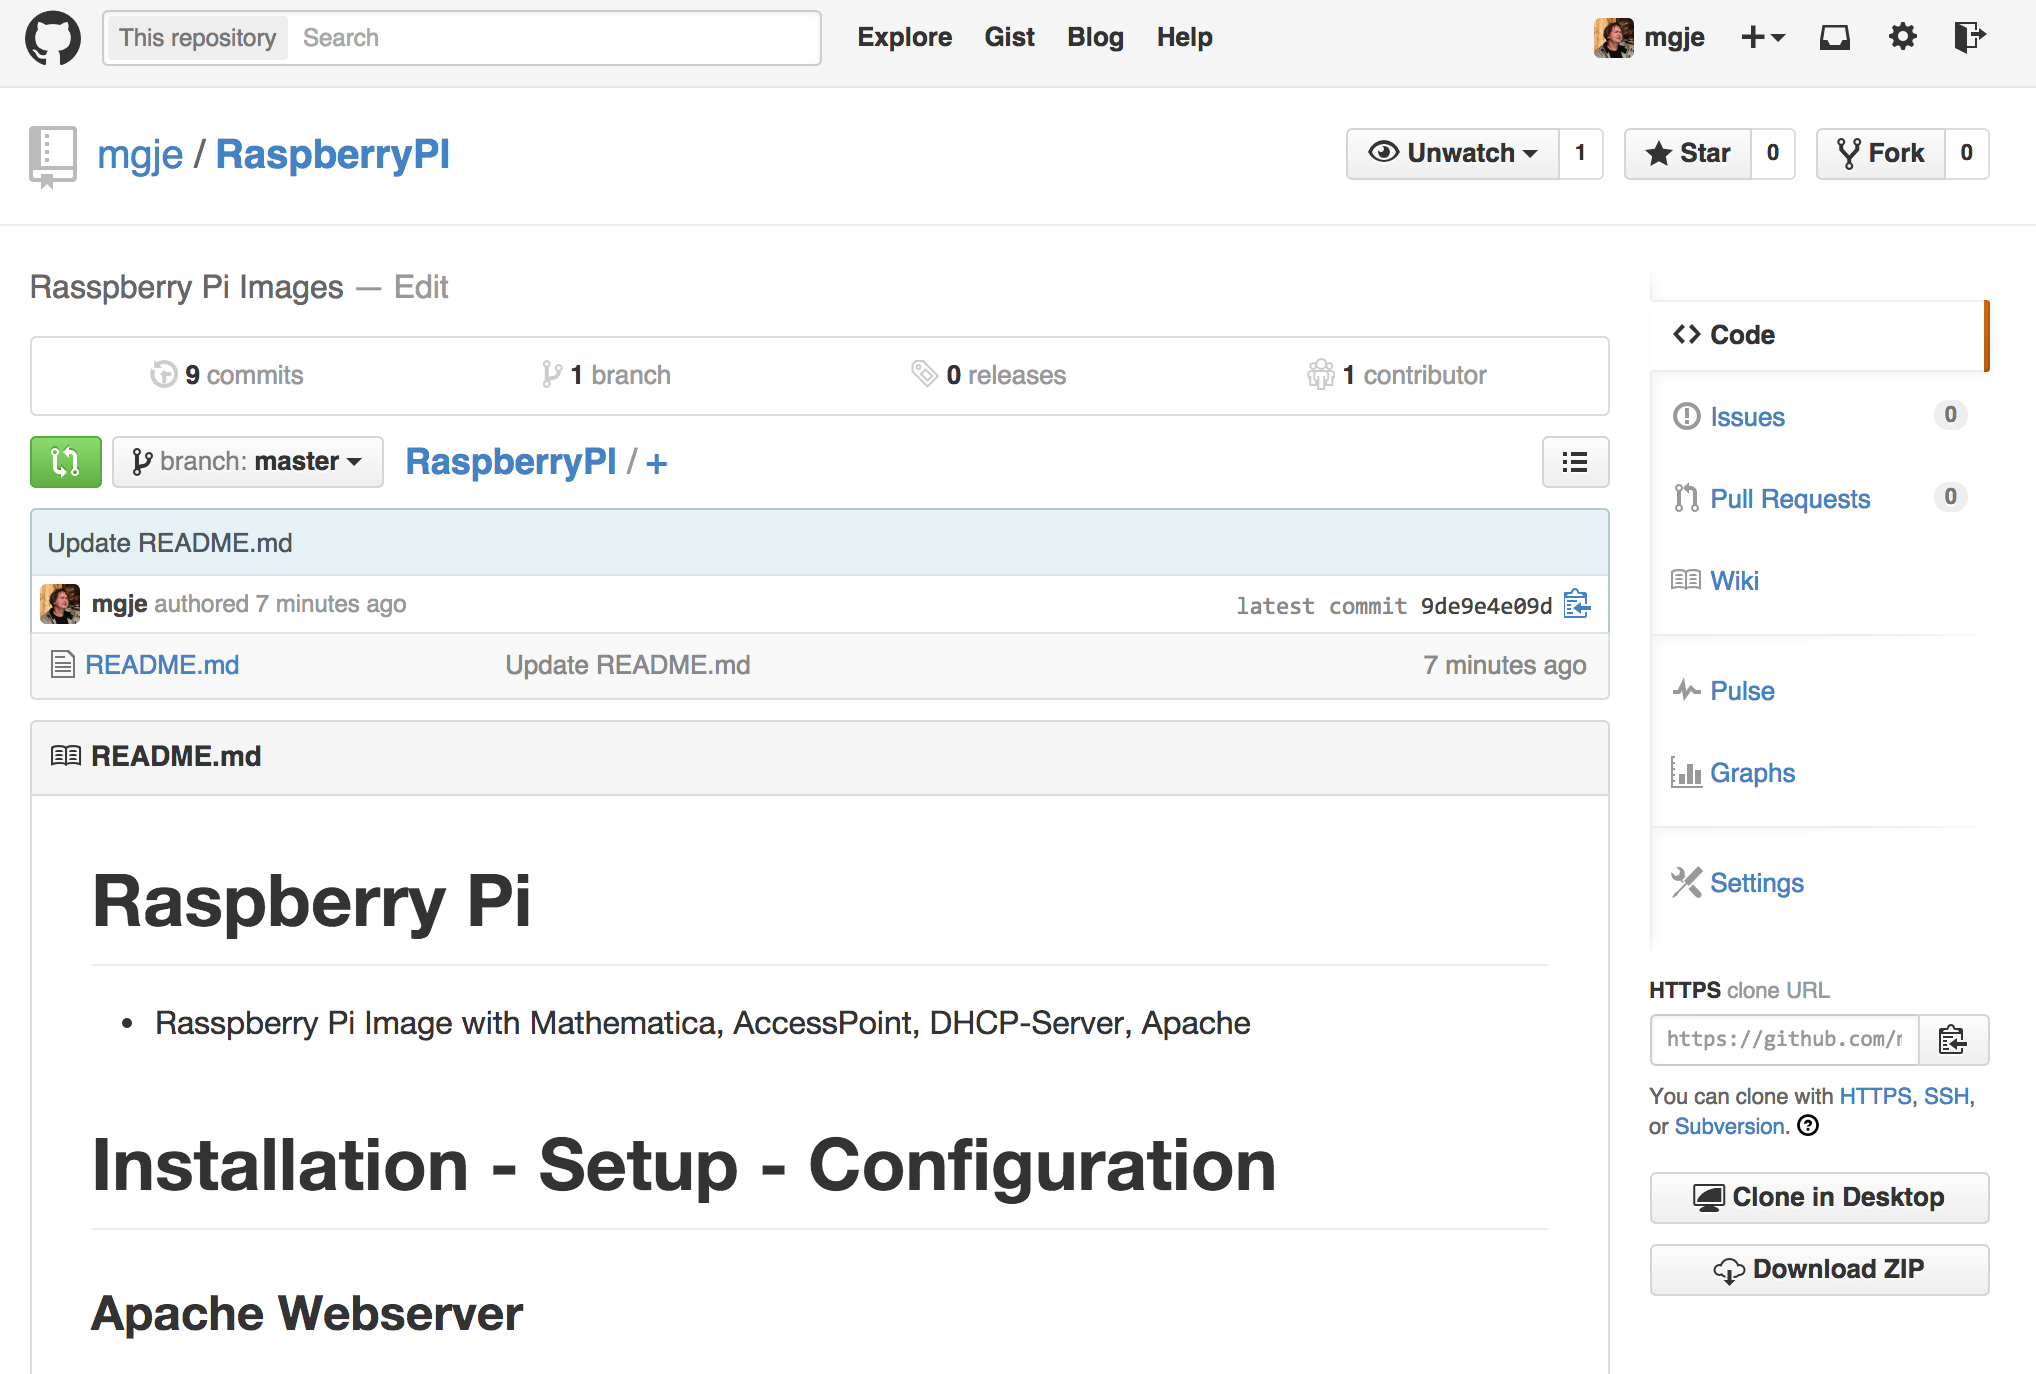 This repository Search Explore Gist Blog Help mgje
mgje / RaspberryPI Unwatch 1 Star 0 Fork 0
Rasspberry Pi Images — Edit
9 commits 1 branch 0 releases 1 contributor
branch: master RaspberryPI / +
Update README.md
mgje authored 7 minutes ago latest commit 9de9e4e09d
README.md Update README.md 7 minutes ago
README.md
Raspberry Pi
• Rasspberry Pi Image with Mathematica, AccessPoint, DHCP-Server, Apache
Installation - Setup - Configuration
Apache Webserver
Code
Issues 0
Pull Requests 0
Wiki
Pulse
Graphs
Settings
HTTPS clone URL
https://github.com/
You can clone with HTTPS, SSH,
or Subversion.
Clone in Desktop
Download ZIP